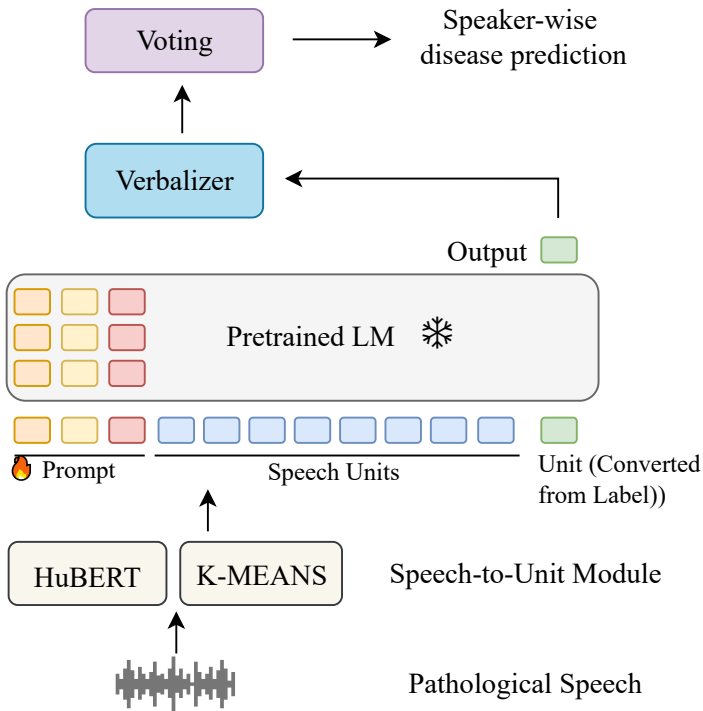 Voting
Speaker-wise
disease prediction
Verbalizer
Output
Pretrained LM
Prompt
Speech Units
Unit (Converted
from Label))
HuBERT
K-MEANS
Speech-to-Unit Module
Pathological Speech